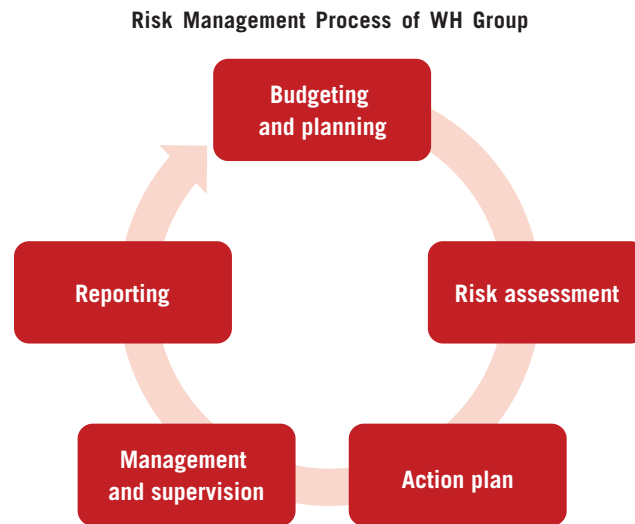 Risk Management Process of WH Group
Budgeting
and planning
Risk assessment
Action plan
Management
and supervision
Reporting